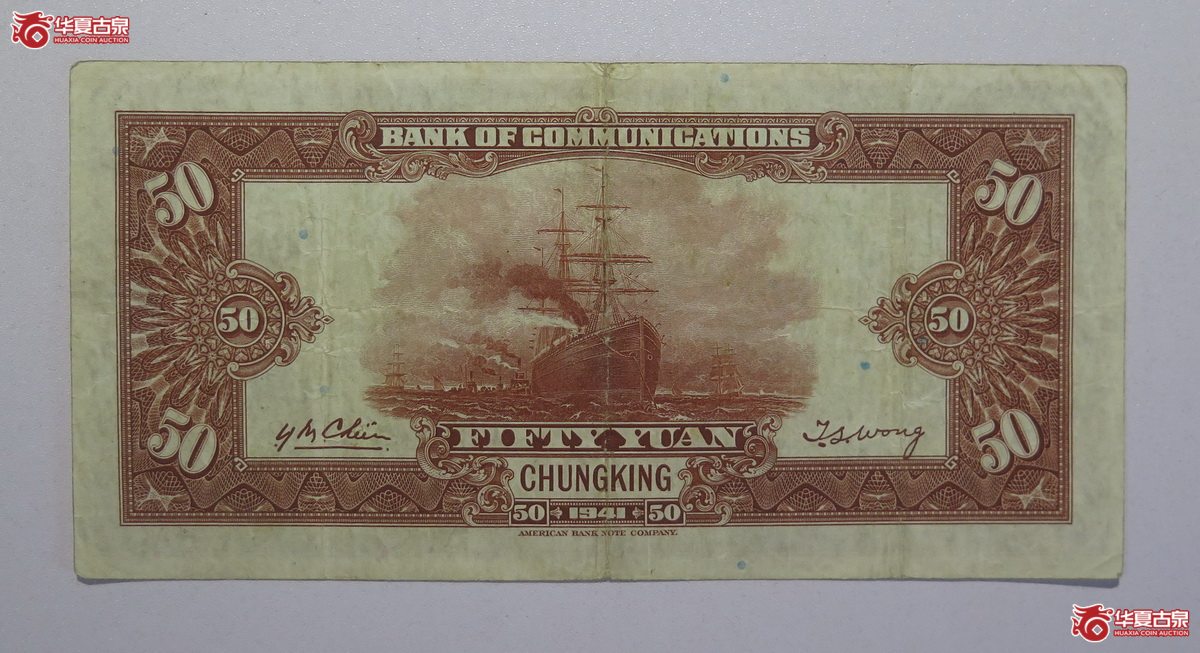 华夏古泉
HUAXIA COIN AUCTION
BANK OF COMMUNICATIONS
50 50
50 50
50 50
Y M Chien T.S. Wong
FIFTY YUAN
CHUNGKING
50 1941 50
AMERICAN BANK NOTE COMPANY.
华夏古泉
HUAXIA COIN AUCTION